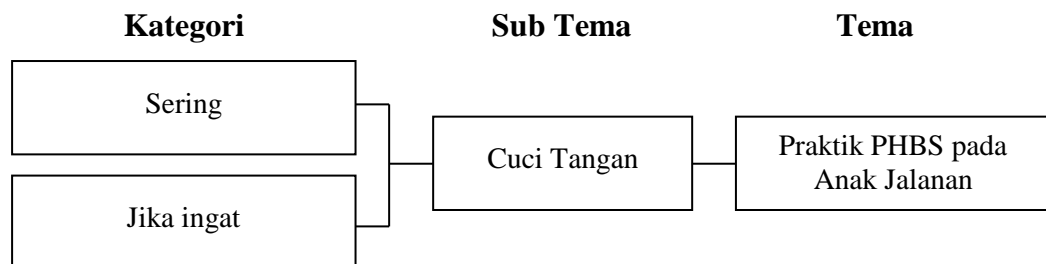 Kategori
Sub Tema
Tema
Sering
Jika ingat
Cuci Tangan
Praktik PHBS pada
Anak Jalanan